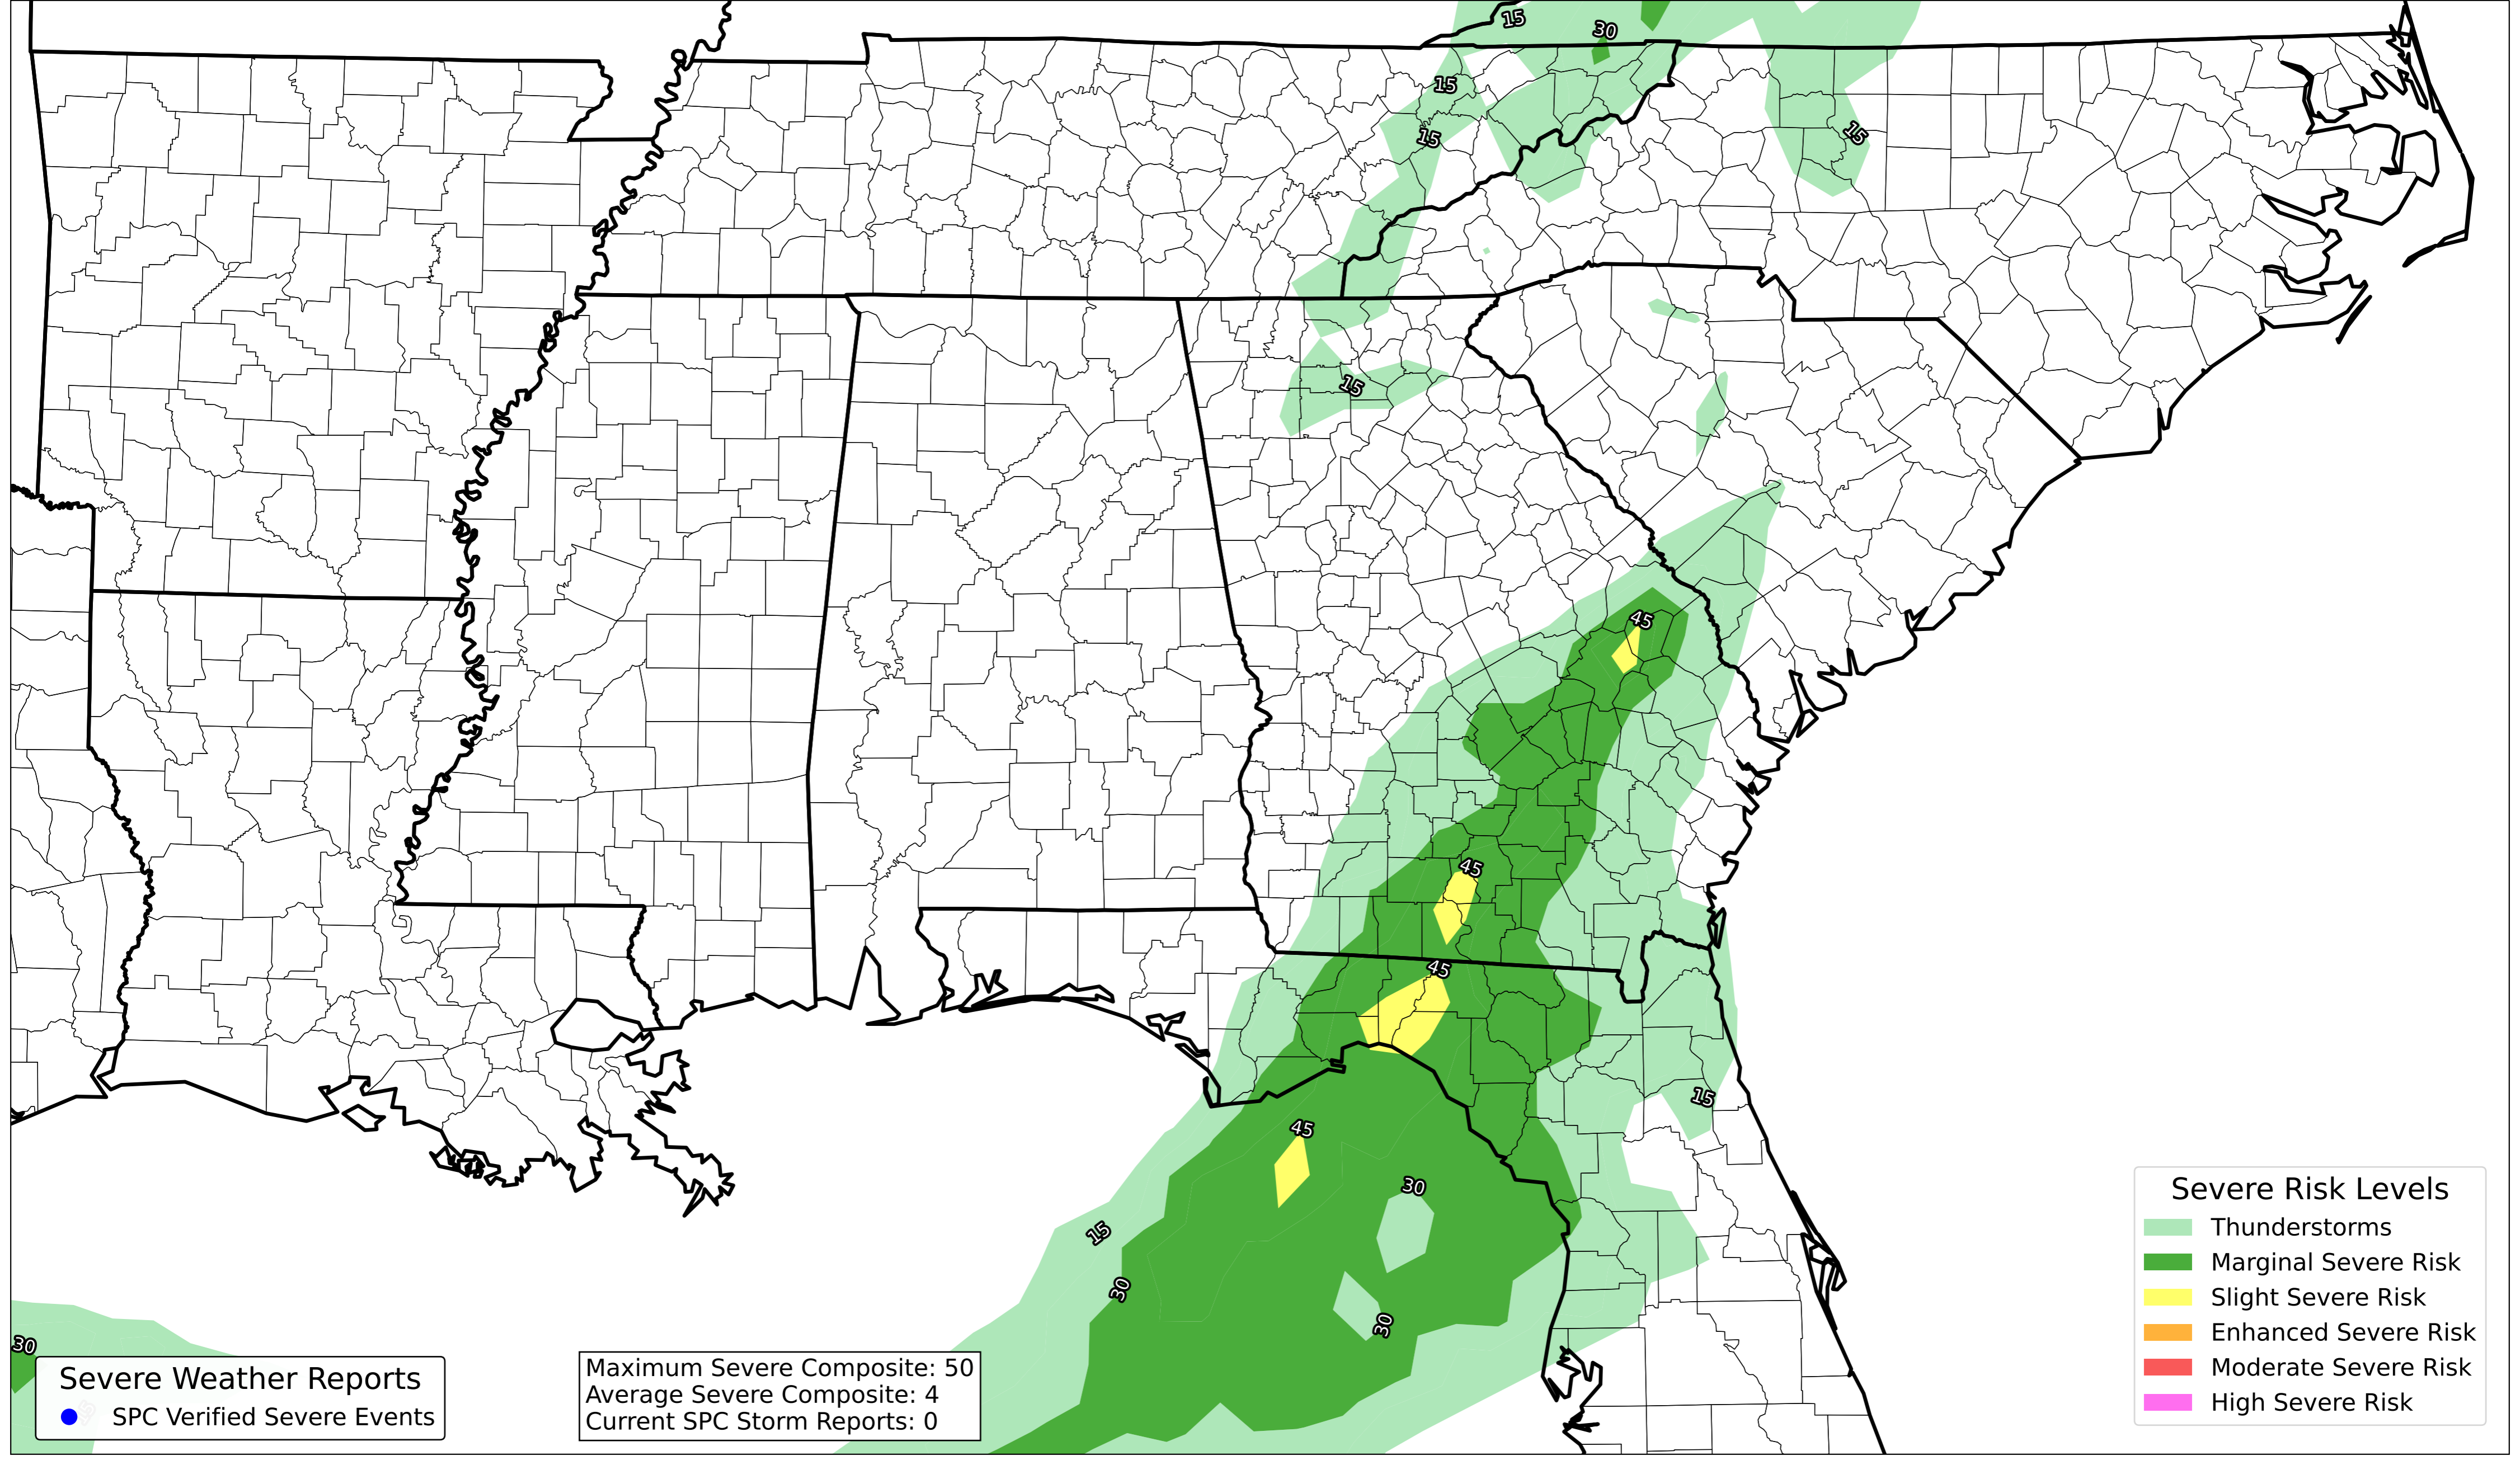 15
30
15
15
15
15
45
45
45
15
45
30
15
30
30
30
Severe Risk Levels
Thunderstorms
Marginal Severe Risk
Slight Severe Risk
Enhanced Severe Risk
Moderate Severe Risk
High Severe Risk
Severe Weather Reports
SPC Verified Severe Events
Maximum Severe Composite: 50
Average Severe Composite: 4
Current SPC Storm Reports: 0